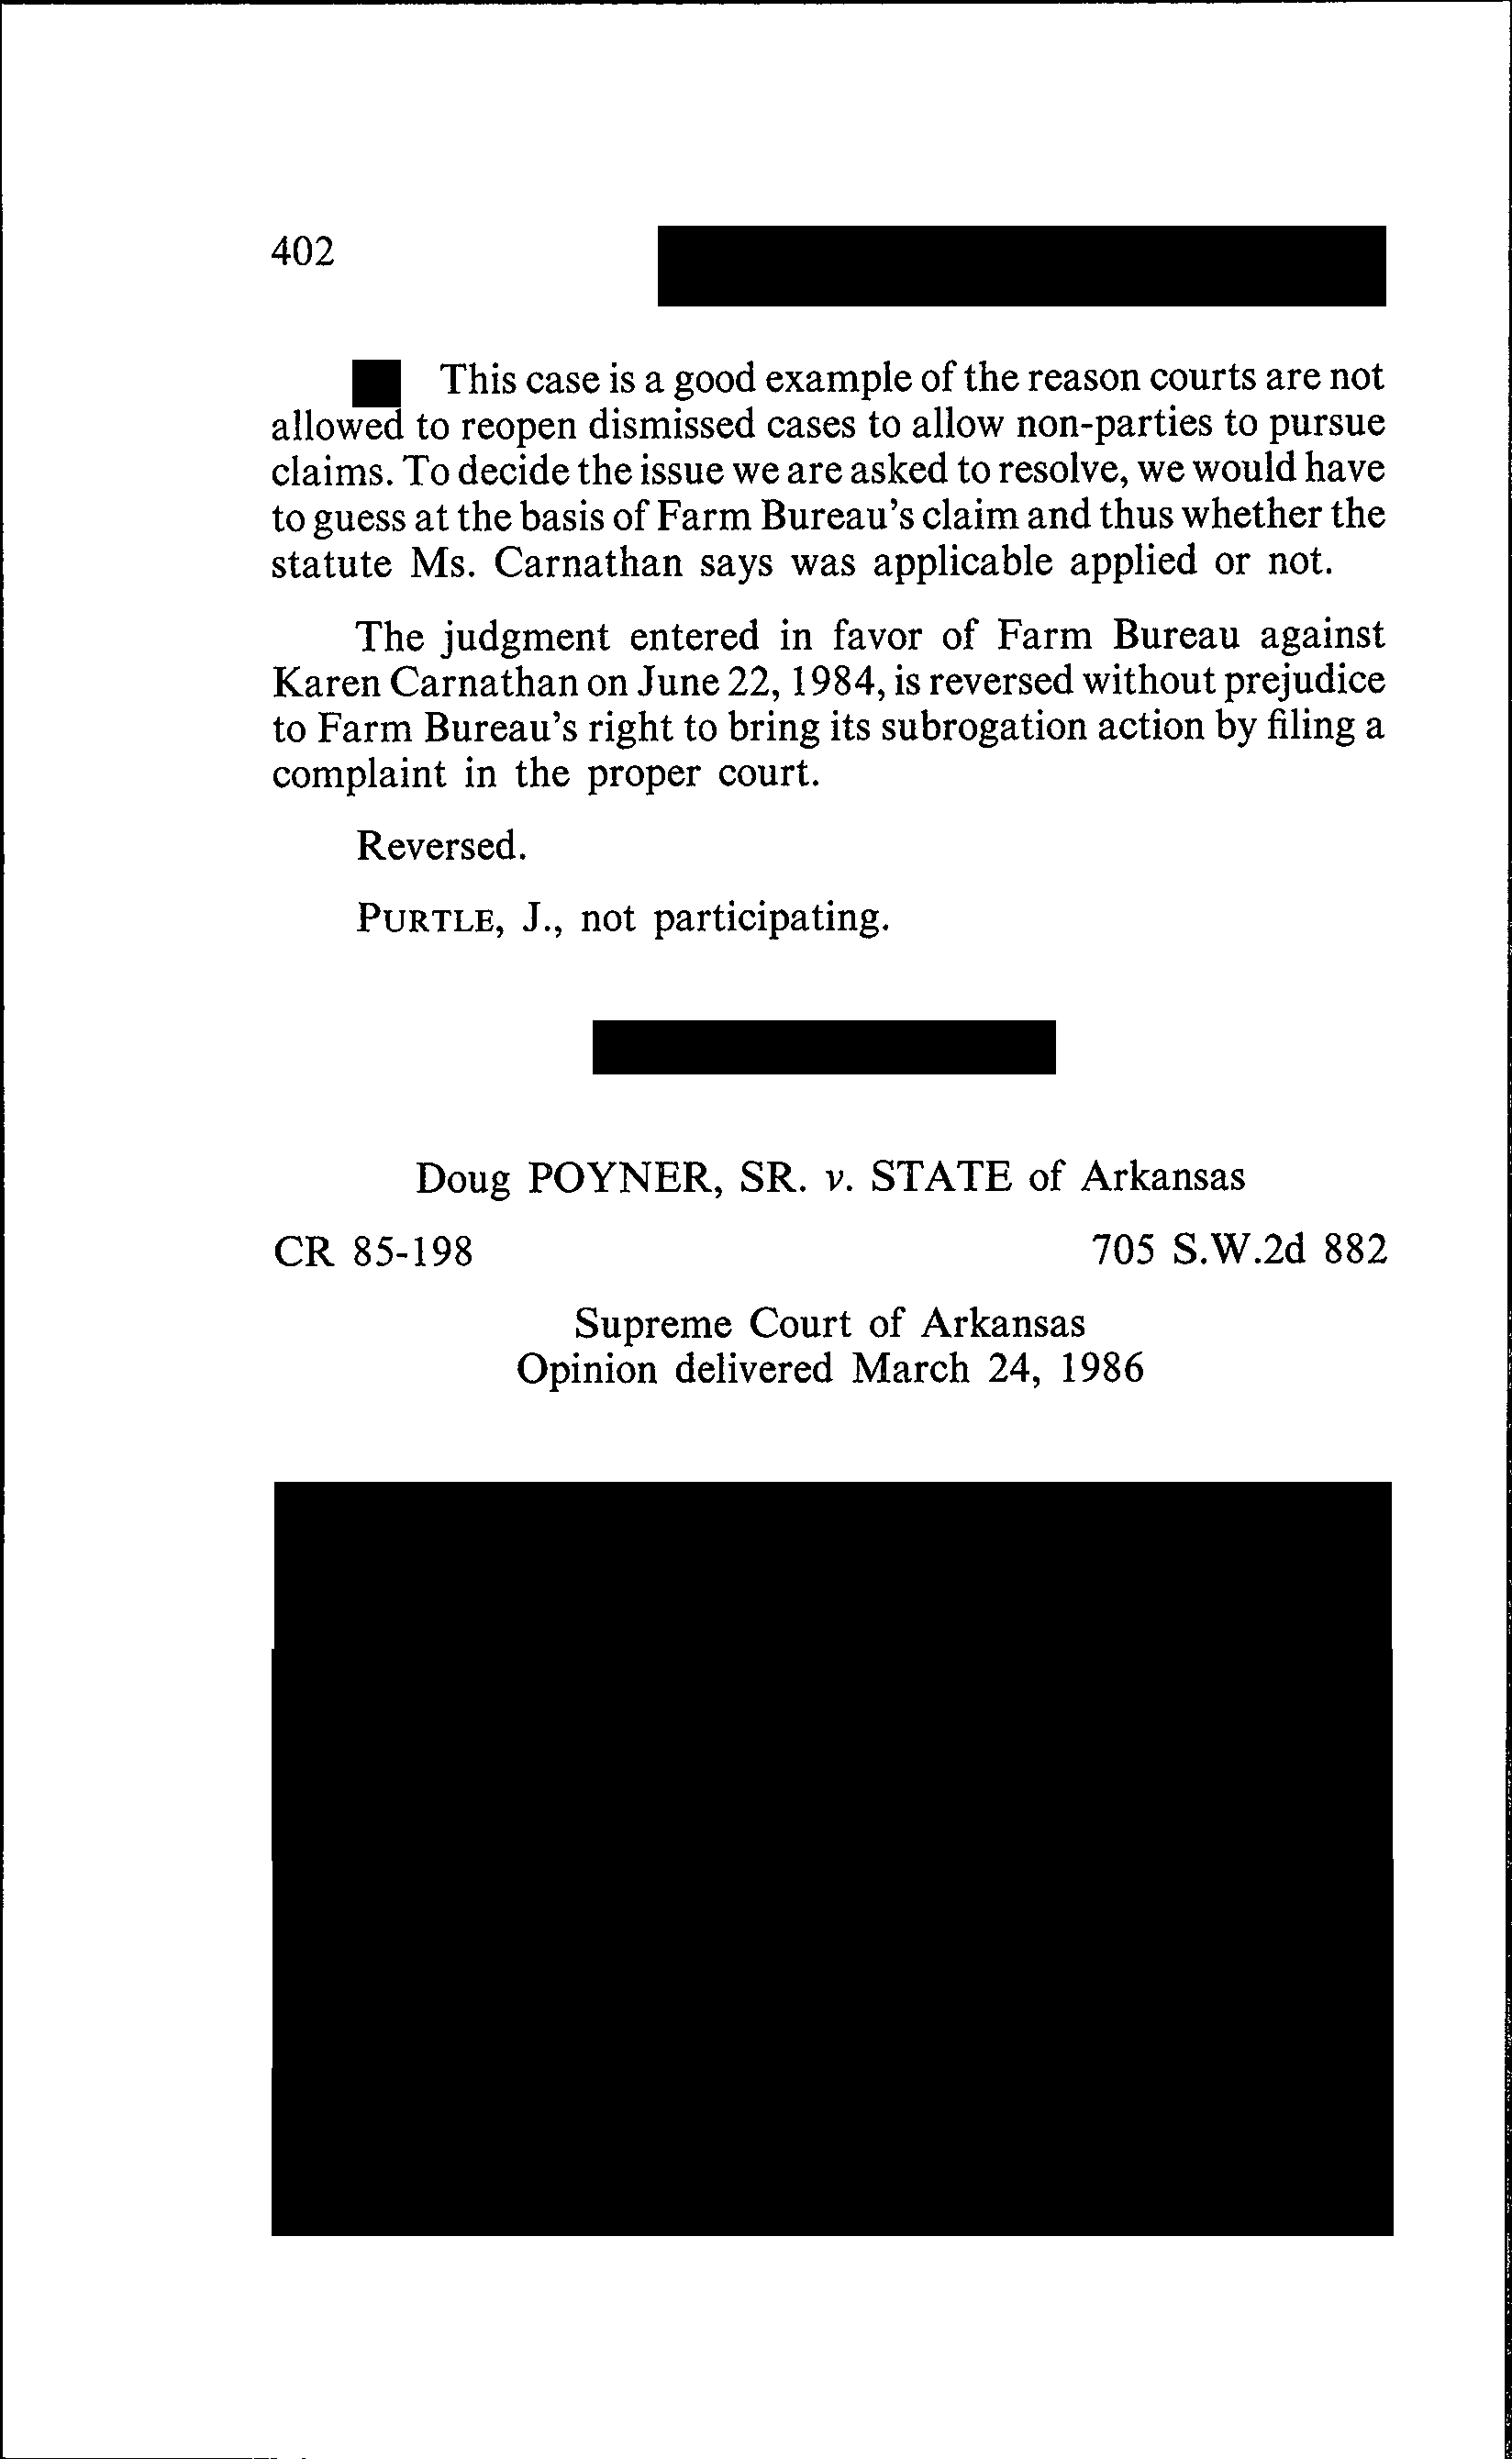 402
This case is a good example of the reason courts are not
allowed to reopen dismissed cases to allow non-parties to pursue
claims. To decide the issue we are asked to resolve, we would have
to guess at the basis of Farm Bureau's claim and thus whether the
statute Ms. Carnathan says was applicable applied or not.
The judgment entered in favor of Farm Bureau against
Karen Carnathan on June 22, 1984, is reversed without prejudice
to Farm Bureau's right to bring its subrogation action by filing a
complaint in the proper court.
Reversed.
PURTLE, J., not participating.
Doug POYNER, SR. v. STATE of Arkansas
CR 85-198 705 S.W.2d 882
Supreme Court of Arkansas
Opinion delivered March 24, 1986